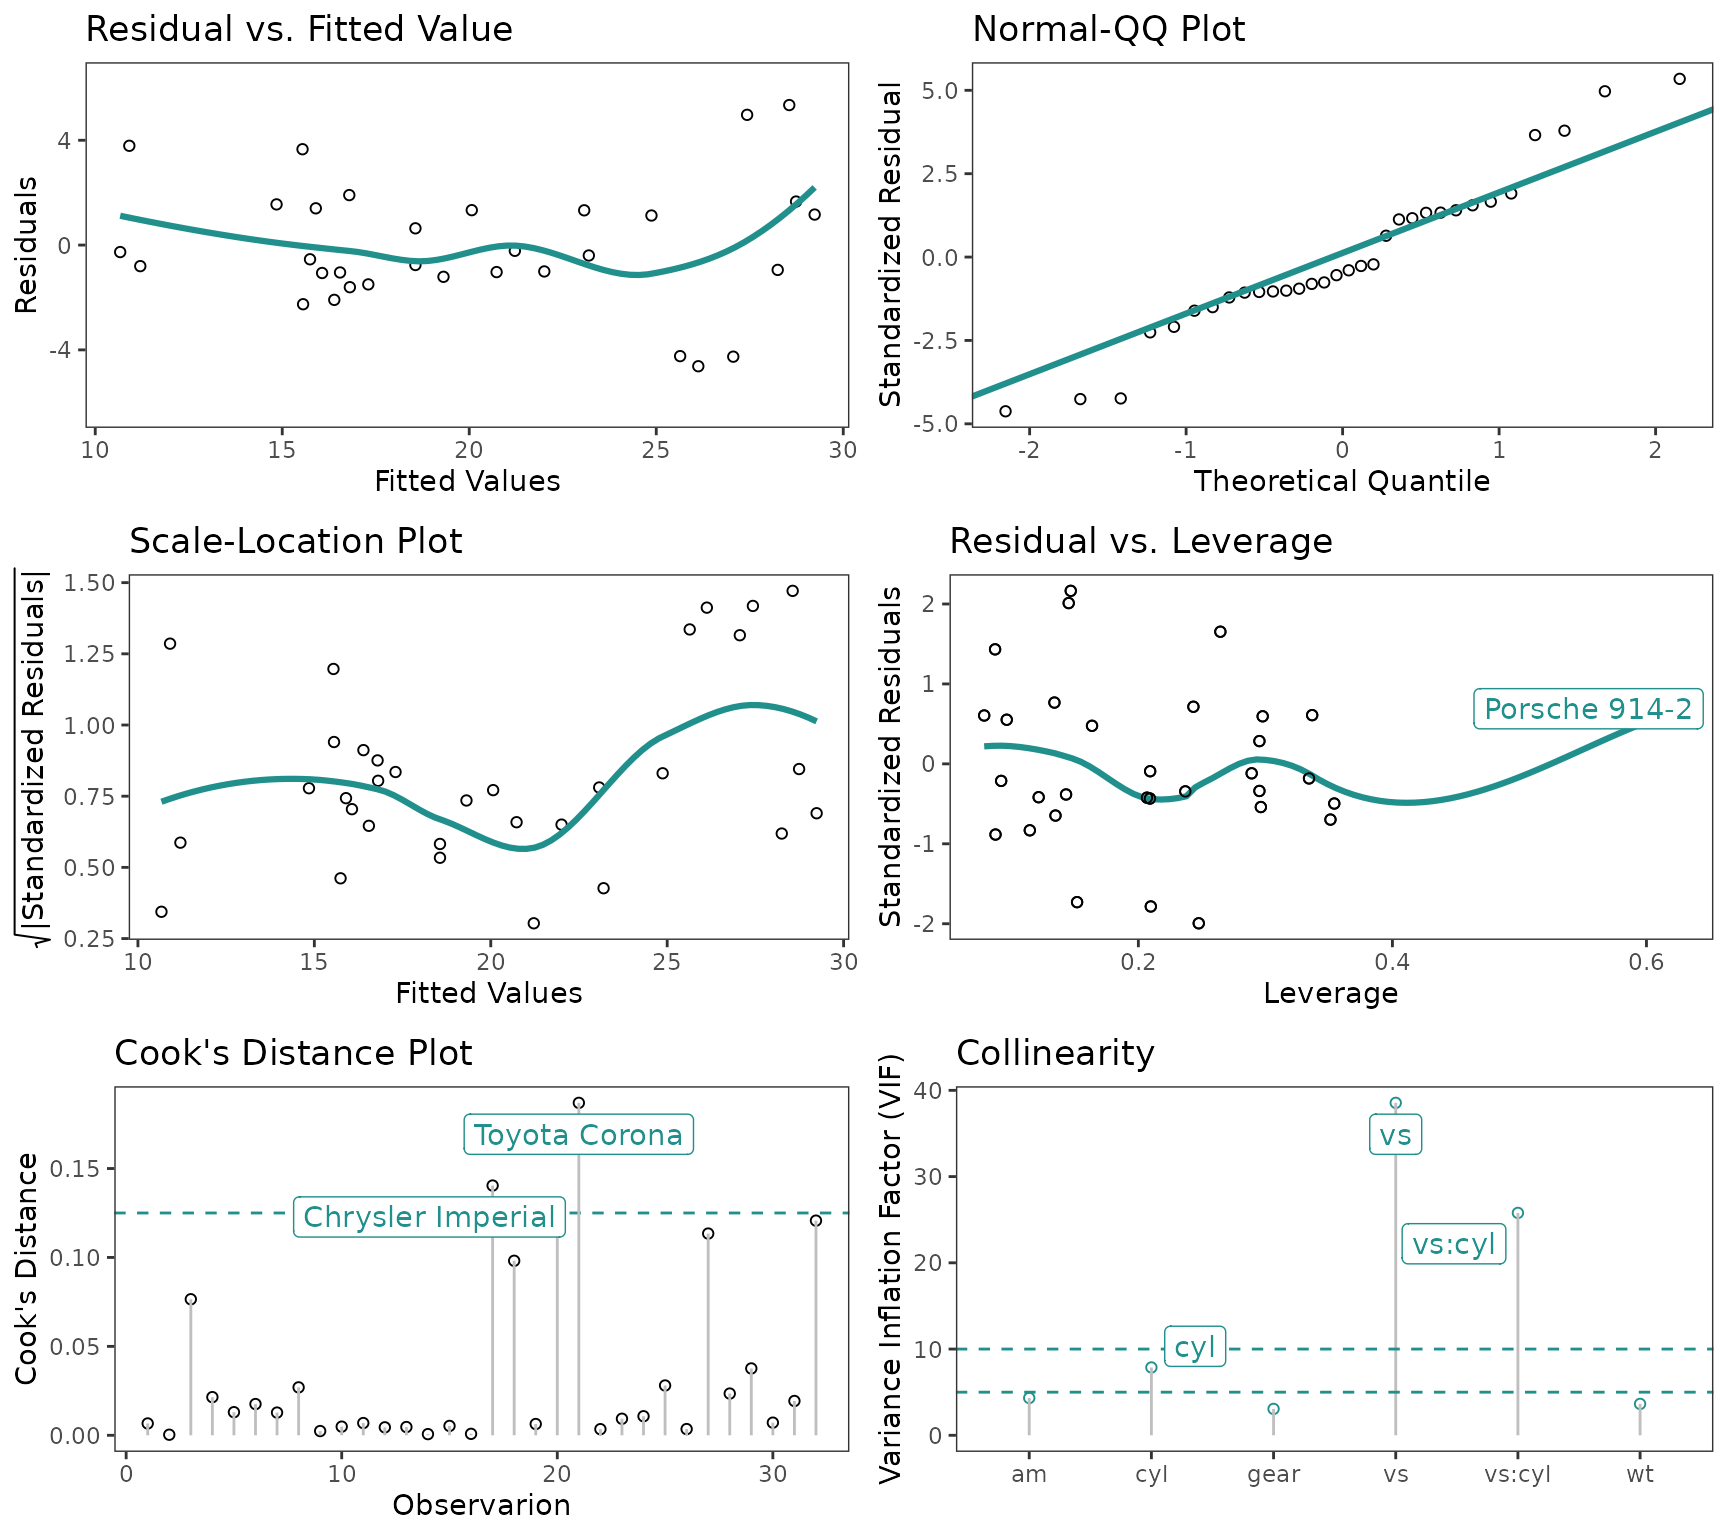 Residual vs. Fitted Value
Residuals
4
0
-4
10 15 20 25 30
Fitted Values
Normal-QQ Plot
Standardized Residual
5.0
2.5
0.0
-2.5
-5.0
-2 -1 0 1 2
Theoretical Quantile
Scale-Location Plot
√|Standardized Residuals|
1.50
1.25
1.00
0.75
0.50
0.25
10 15 20 25 30
Fitted Values
Residual vs. Leverage
Standardized Residuals
2
1
0
-1
-2
Porsche 914-2
0.2 0.4 0.6
Leverage
Cook's Distance Plot
Cook's Distance
0.15
0.10
0.05
0.00
Toyota Corona
Chrysler Imperial
0 10 20 30
Observarion
Collinearity
Variance Inflation Factor (VIF)
40
30
20
10
0
vs
vs:cyl
cyl
am cyl gear vs vs:cyl wt